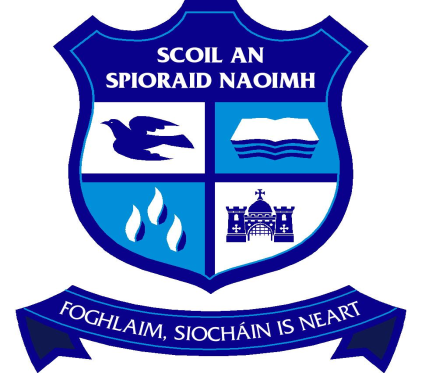 SCOIL AN
SPIORAID NAOIMH
FOGHLAIM, SIOCHÁIN IS NEART